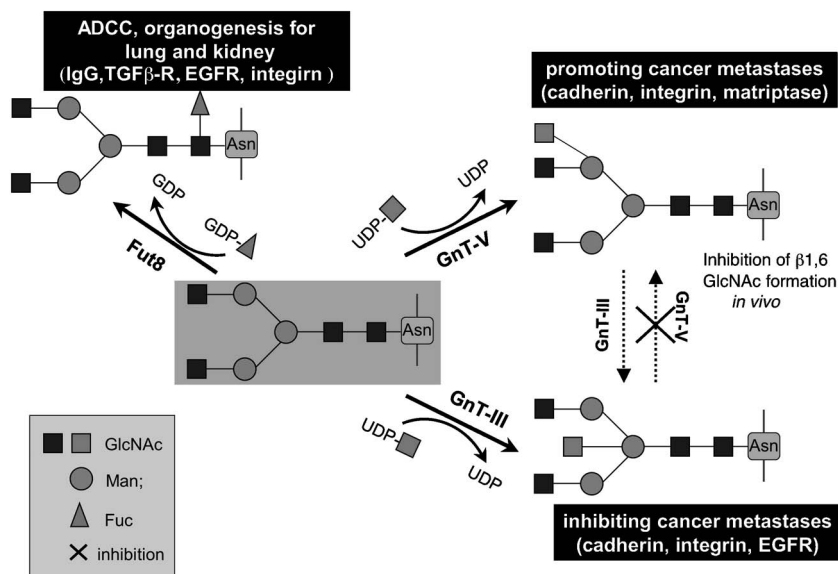 ADCC, organogenesis for
lung and kidney
(IgG,TGFβ-R, EGFR, integirn )
promoting cancer metastases
(cadherin, integrin, matriptase)
Asn
Asn
GDP
GDP-
Fut8
UDP
UDP-
GnT-V
Inhibition of β1,6
GlcNAc formation
in vivo
GnT-III
GnT-V
Asn
GnT-III
UDP-
UDP
Asn
GlcNAc
Man;
Fuc
inhibition
inhibiting cancer metastases
(cadherin, integrin, EGFR)